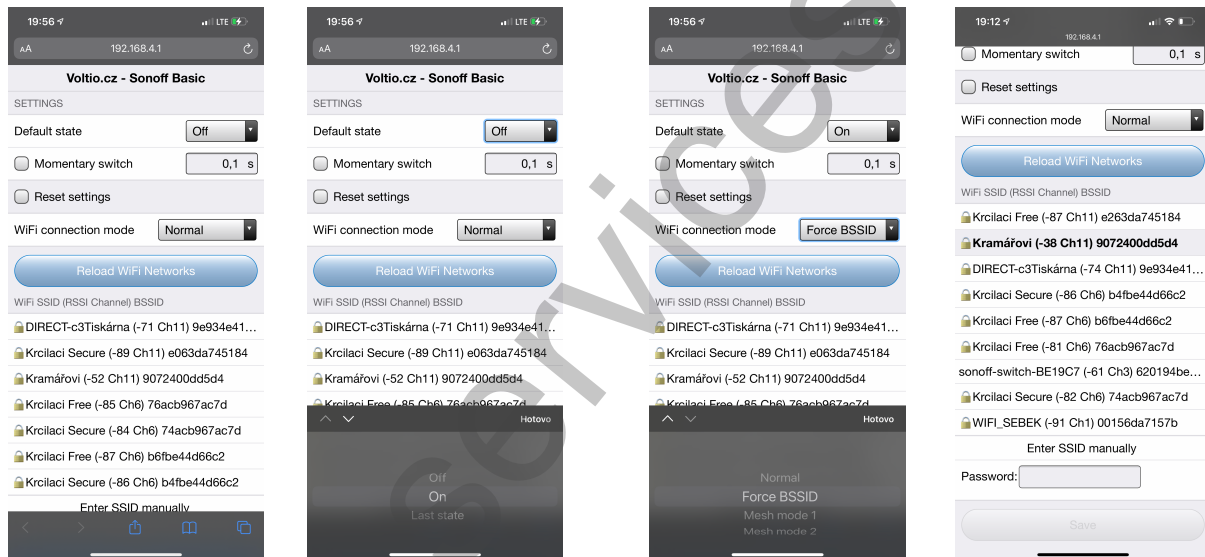 19:56
LTE
AA 192.168.4.1
Voltio.cz - Sonoff Basic
SETTINGS
Default state Off
Momentary switch 0,1 s
Reset settings
WiFi connection mode Normal
Reload WiFi Networks
WiFi SSID (RSSI Channel) BSSID
DIRECT-c3Tiskárna (-71 Ch11) 9e934e41...
Krcilaci Secure (-89 Ch11) e063da745184
Kramářovi (-52 Ch11) 9072400dd5d4
Krcilaci Free (-85 Ch6) 76acb967ac7d
Krcilaci Secure (-84 Ch6) 74acb967ac7d
Krcilaci Free (-87 Ch6) b6fbe44d66c2
Krcilaci Secure (-86 Ch6) b4fbe44d66c2
Enter SSID manually
19:56
LTE
AA 192.168.4.1
Voltio.cz - Sonoff Basic
SETTINGS
Default state Off
Momentary switch 0,1 s
Reset settings
WiFi connection mode Normal
Reload WiFi Networks
WiFi SSID (RSSI Channel) BSSID
DIRECT-c3Tiskárna (-71 Ch11) 9e934e41...
Krcilaci Secure (-89 Ch11) e063da745184
Kramářovi (-52 Ch11) 9072400dd5d4
Krcilaci Free (-85 Ch6) 76acb967ac7d
Hotovo
Off
On
Last state
19:56
LTE
AA 192.168.4.1
Voltio.cz - Sonoff Basic
SETTINGS
Default state On
Momentary switch 0,1 s
Reset settings
WiFi connection mode Force BSSID
Reload WiFi Networks
WiFi SSID (RSSI Channel) BSSID
DIRECT-c3Tiskárna (-71 Ch11) 9e934e41...
Krcilaci Secure (-89 Ch11) e063da745184
Kramářovi (-52 Ch11) 9072400dd5d4
Krcilaci Free (-85 Ch6) 76acb967ac7d
Hotovo
Normal
Force BSSID
Mesh mode 1
Mesh mode 2
19:12
192.168.4.1
Momentary switch 0,1 s
Reset settings
WiFi connection mode Normal
Reload WiFi Networks
WiFi SSID (RSSI Channel) BSSID
Krcilaci Free (-87 Ch11) e263da745184
Kramářovi (-38 Ch11) 9072400dd5d4
DIRECT-c3Tiskárna (-74 Ch11) 9e934e41...
Krcilaci Secure (-86 Ch6) b4fbe44d66c2
Krcilaci Free (-87 Ch6) b6fbe44d66c2
Krcilaci Free (-81 Ch6) 76acb967ac7d
sonoff-switch-BE19C7 (-61 Ch3) 620194be...
Krcilaci Secure (-82 Ch6) 74acb967ac7d
WIFI_SEBEK (-91 Ch1) 00156da7157b
Enter SSID manually
Password:
Save
services